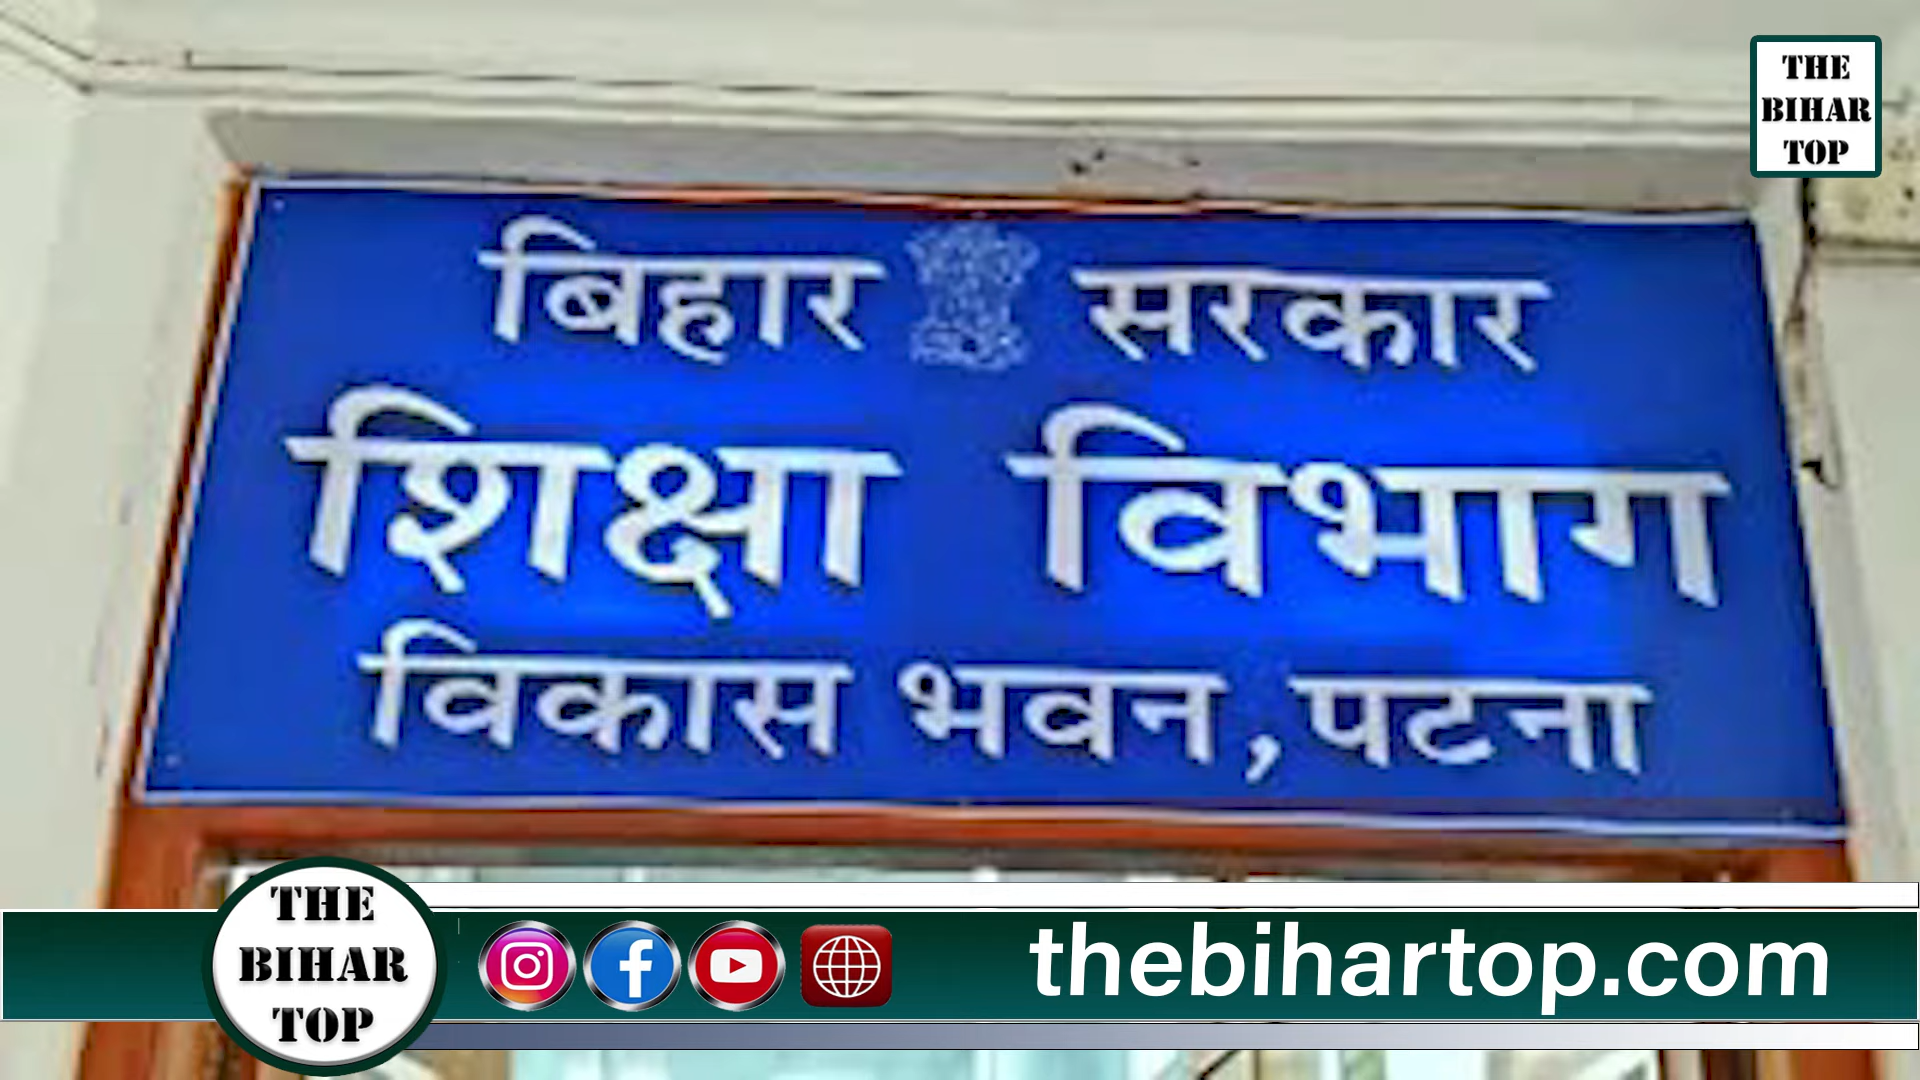 THE
BIHAR
TOP
बिहार सरकार
शिक्षा विभाग
विकास भवन, पटना
THE
BIHAR
TOP
thebihartop.com